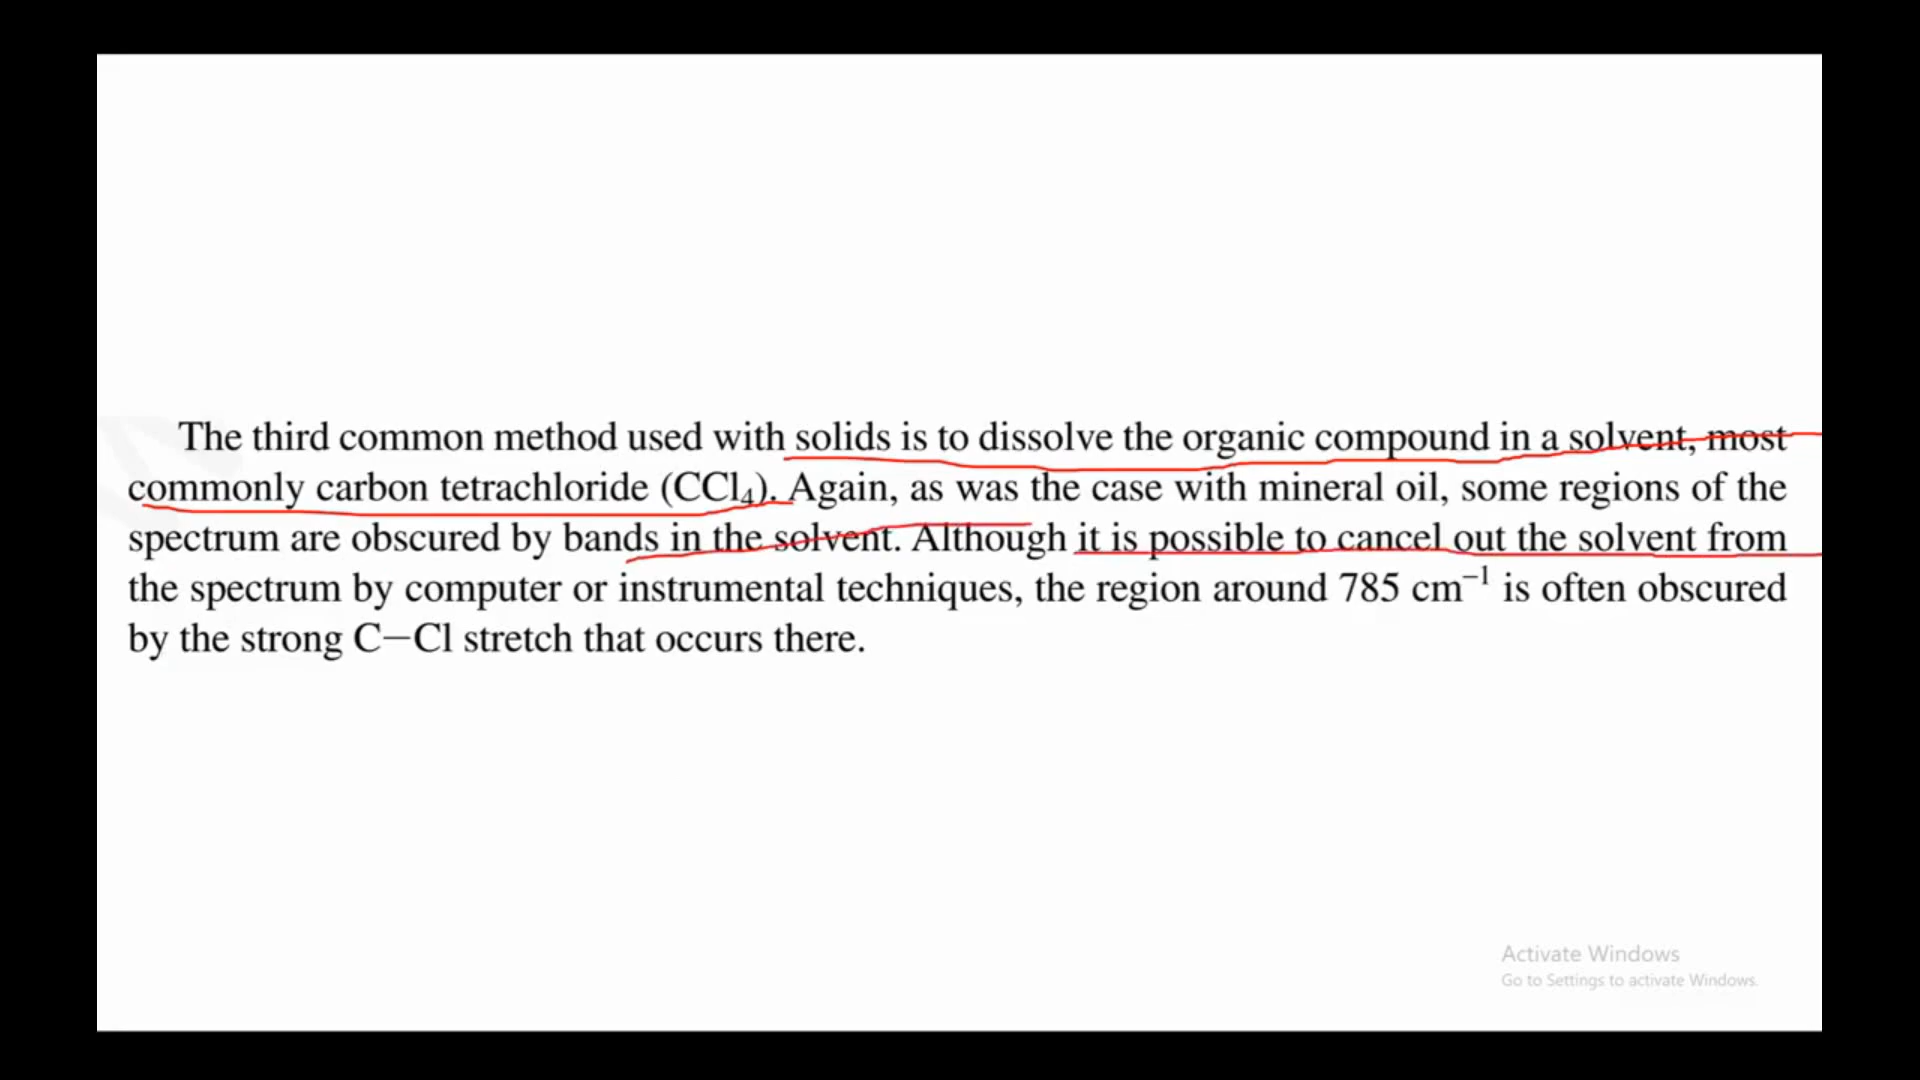 The third common method used with solids is to dissolve the organic compound in a solvent, most
commonly carbon tetrachloride (CCl₄). Again, as was the case with mineral oil, some regions of the
spectrum are obscured by bands in the solvent. Although it is possible to cancel out the solvent from
the spectrum by computer or instrumental techniques, the region around 785 cm⁻¹ is often obscured
by the strong C−Cl stretch that occurs there.
Activate Windows
Go to Settings to activate Windows.